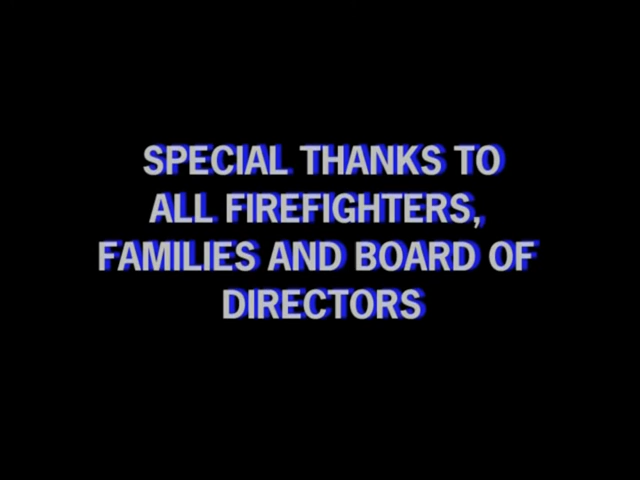 SPECIAL THANKS TO
ALL FIREFIGHTERS,
FAMILIES AND BOARD OF
DIRECTORS